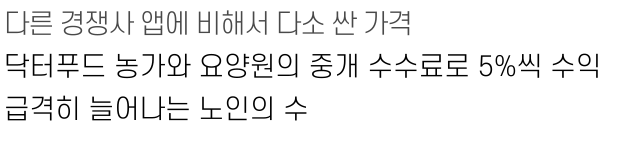 다른 경쟁사 앱에 비해서 다소 싼 가격
닥터푸드 농가와 요양원의 중개 수수료로 5%씩 수익
급격히 늘어나는 노인의 수